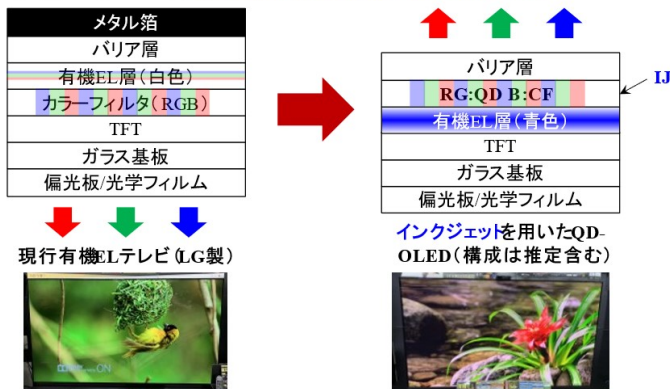 メタル箔
バリア層
有機EL層(白色)
カラーフィルタ(RGB)
TFT
ガラス基板
偏光板/光学フィルム
現行有機ELテレビ(LG製)
バリア層
RG:QD B:CF
IJ
有機EL層(青色)
TFT
ガラス基板
偏光板/光学フィルム
インクジェットを用いたQD-
OLED(構成は推定含む)